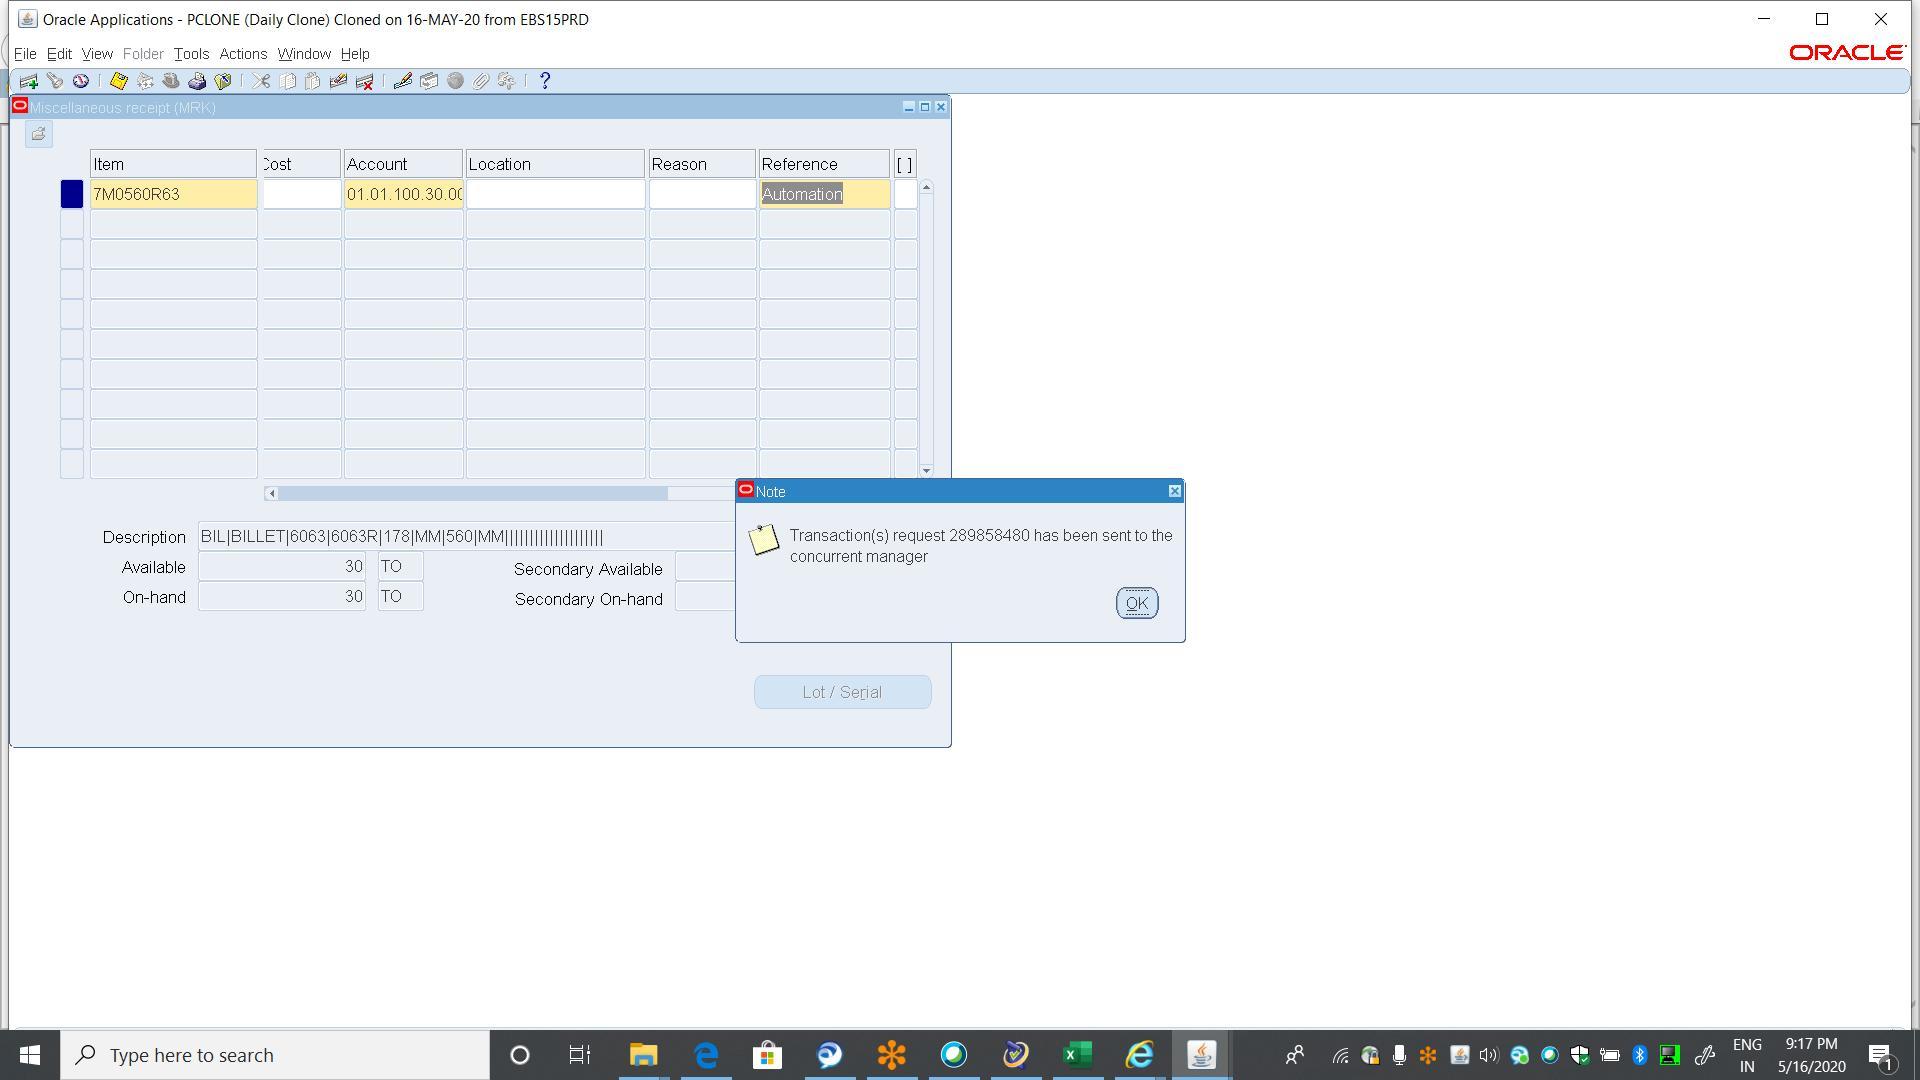 Oracle Applications - PCLONE (Daily Clone) Cloned on 16-MAY-20 from EBS15PRD
File Edit View Folder Tools Actions Window Help
ORACLE
Miscellaneous receipt (MRK)
Item Cost Account Location Reason Reference [ ]
7M0560R63 01.01.100.30.00 Automation
Note
Transaction(s) request 289858480 has been sent to the
concurrent manager
OK
Description BIL|BILLET|6063|6063R|178|MM|560|MM||||||||||||||||||||
Available 30 TO Secondary Available
On-hand 30 TO Secondary On-hand
Lot / Serial
Type here to search
ENG
IN
9:17 PM
5/16/2020
1